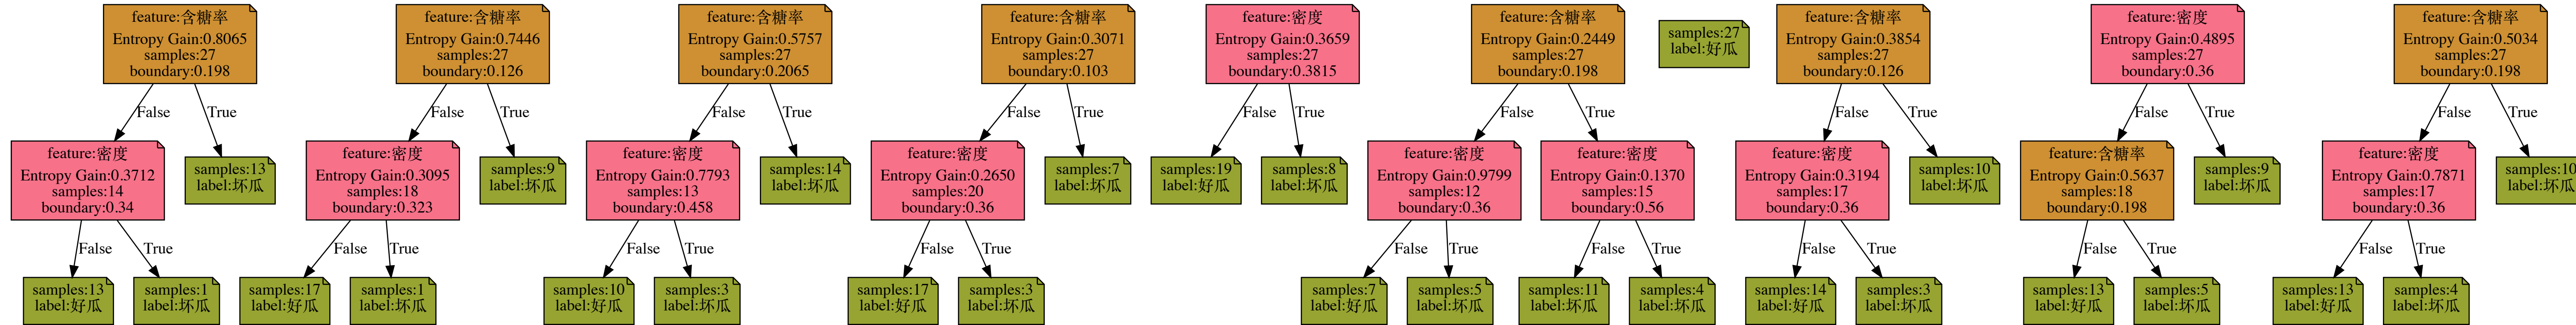 feature:含糖率
Entropy Gain:0.8065
samples:27
boundary:0.198
False
True
feature:密度
Entropy Gain:0.3712
samples:14
boundary:0.34
samples:13
label:坏瓜
False
True
samples:13
label:好瓜
samples:1
label:坏瓜
feature:含糖率
Entropy Gain:0.7446
samples:27
boundary:0.126
False
True
feature:密度
Entropy Gain:0.3095
samples:18
boundary:0.323
samples:9
label:坏瓜
False
True
samples:17
label:好瓜
samples:1
label:坏瓜
feature:含糖率
Entropy Gain:0.5757
samples:27
boundary:0.2065
False
True
feature:密度
Entropy Gain:0.7793
samples:13
boundary:0.458
samples:14
label:坏瓜
False
True
samples:10
label:好瓜
samples:3
label:坏瓜
feature:含糖率
Entropy Gain:0.3071
samples:27
boundary:0.103
False
True
feature:密度
Entropy Gain:0.2650
samples:20
boundary:0.36
samples:7
label:坏瓜
False
True
samples:17
label:好瓜
samples:3
label:坏瓜
feature:密度
Entropy Gain:0.3659
samples:27
boundary:0.3815
False
True
samples:19
label:好瓜
samples:8
label:坏瓜
feature:含糖率
Entropy Gain:0.2449
samples:27
boundary:0.198
False
True
feature:密度
Entropy Gain:0.9799
samples:12
boundary:0.36
feature:密度
Entropy Gain:0.1370
samples:15
boundary:0.56
False
True
False
True
samples:7
label:好瓜
samples:5
label:坏瓜
samples:11
label:坏瓜
samples:4
label:坏瓜
samples:27
label:好瓜
feature:含糖率
Entropy Gain:0.3854
samples:27
boundary:0.126
False
True
feature:密度
Entropy Gain:0.3194
samples:17
boundary:0.36
samples:10
label:坏瓜
False
True
samples:14
label:好瓜
samples:3
label:坏瓜
feature:密度
Entropy Gain:0.4895
samples:27
boundary:0.36
False
True
feature:含糖率
Entropy Gain:0.5637
samples:18
boundary:0.198
samples:9
label:坏瓜
False
True
samples:13
label:好瓜
samples:5
label:坏瓜
feature:含糖率
Entropy Gain:0.5034
samples:27
boundary:0.198
False
True
feature:密度
Entropy Gain:0.7871
samples:17
boundary:0.36
samples:10
label:坏瓜
False
True
samples:13
label:好瓜
samples:4
label:坏瓜